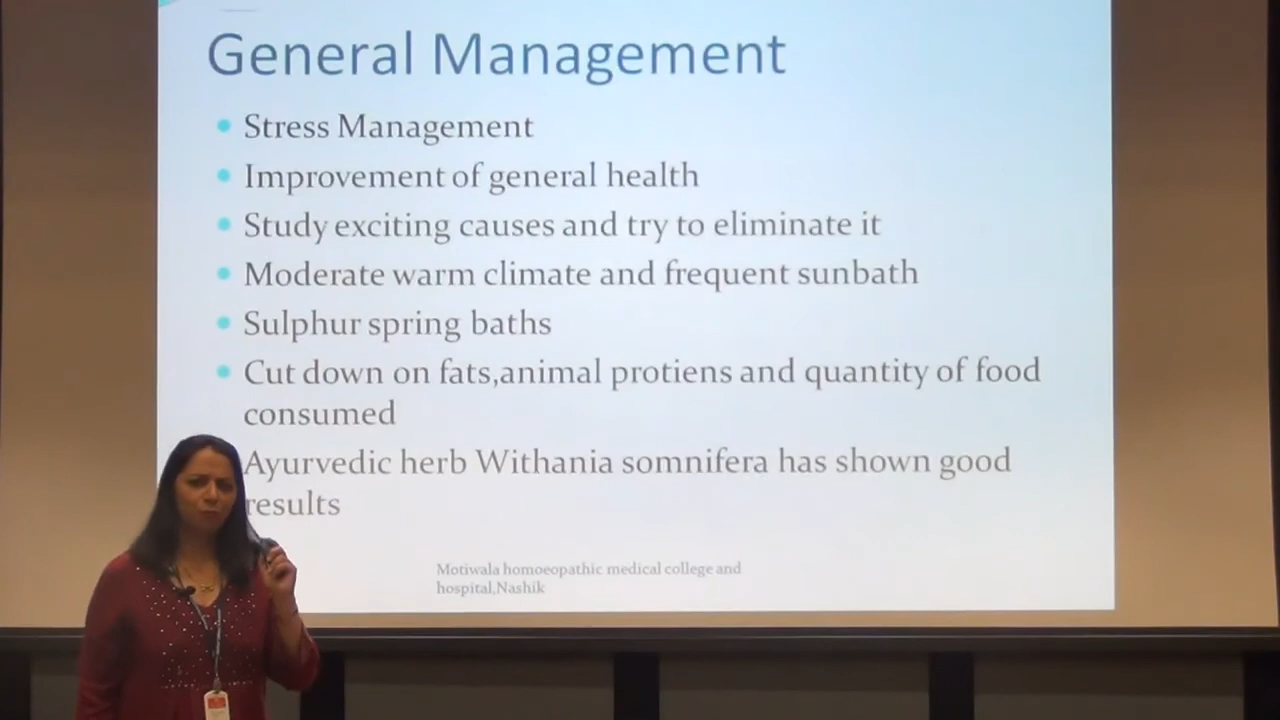 General Management
Stress Management
Improvement of general health
Study exciting causes and try to eliminate it
Moderate warm climate and frequent sunbath
Sulphur spring baths
Cut down on fats,animal protiens and quantity of food
consumed
Ayurvedic herb Withania somnifera has shown good
results
Motiwala homoeopathic medical college and
hospital,Nashik